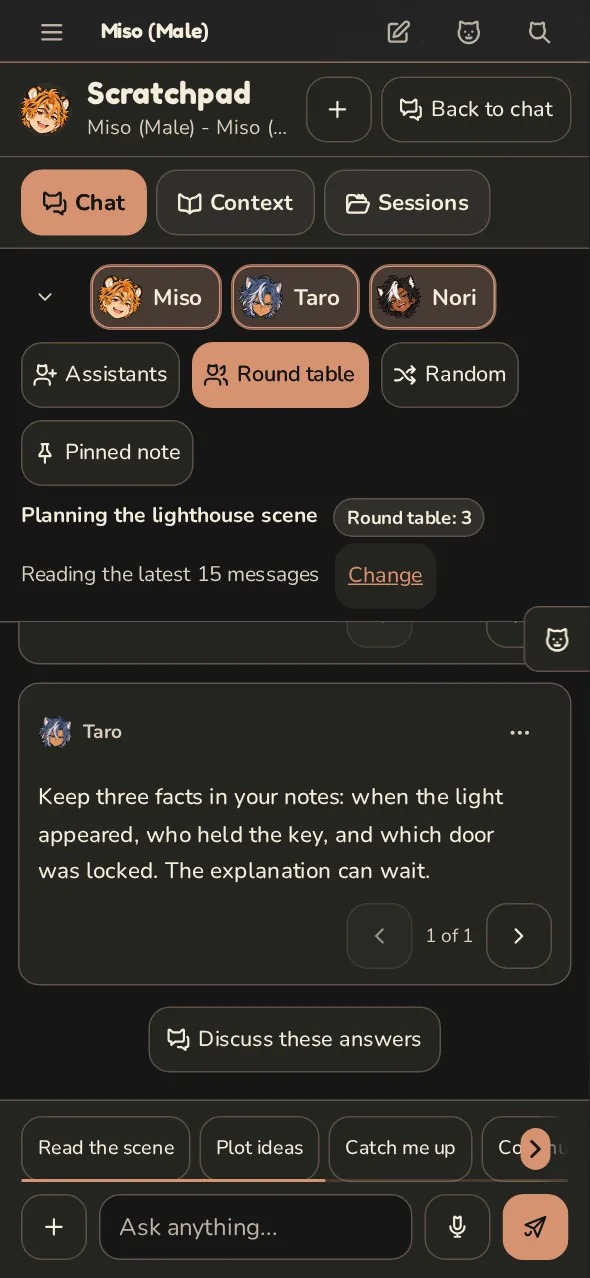 Miso (Male)
Scratchpad
Miso (Male) - Miso (...
Back to chat
Chat
Context
Sessions
Miso
Taro
Nori
Assistants
Round table
Random
Pinned note
Planning the lighthouse scene
Round table: 3
Reading the latest 15 messages
Change
Taro
Keep three facts in your notes: when the light
appeared, who held the key, and which door
was locked. The explanation can wait.
1 of 1
Discuss these answers
Read the scene
Plot ideas
Catch me up
Ask anything...